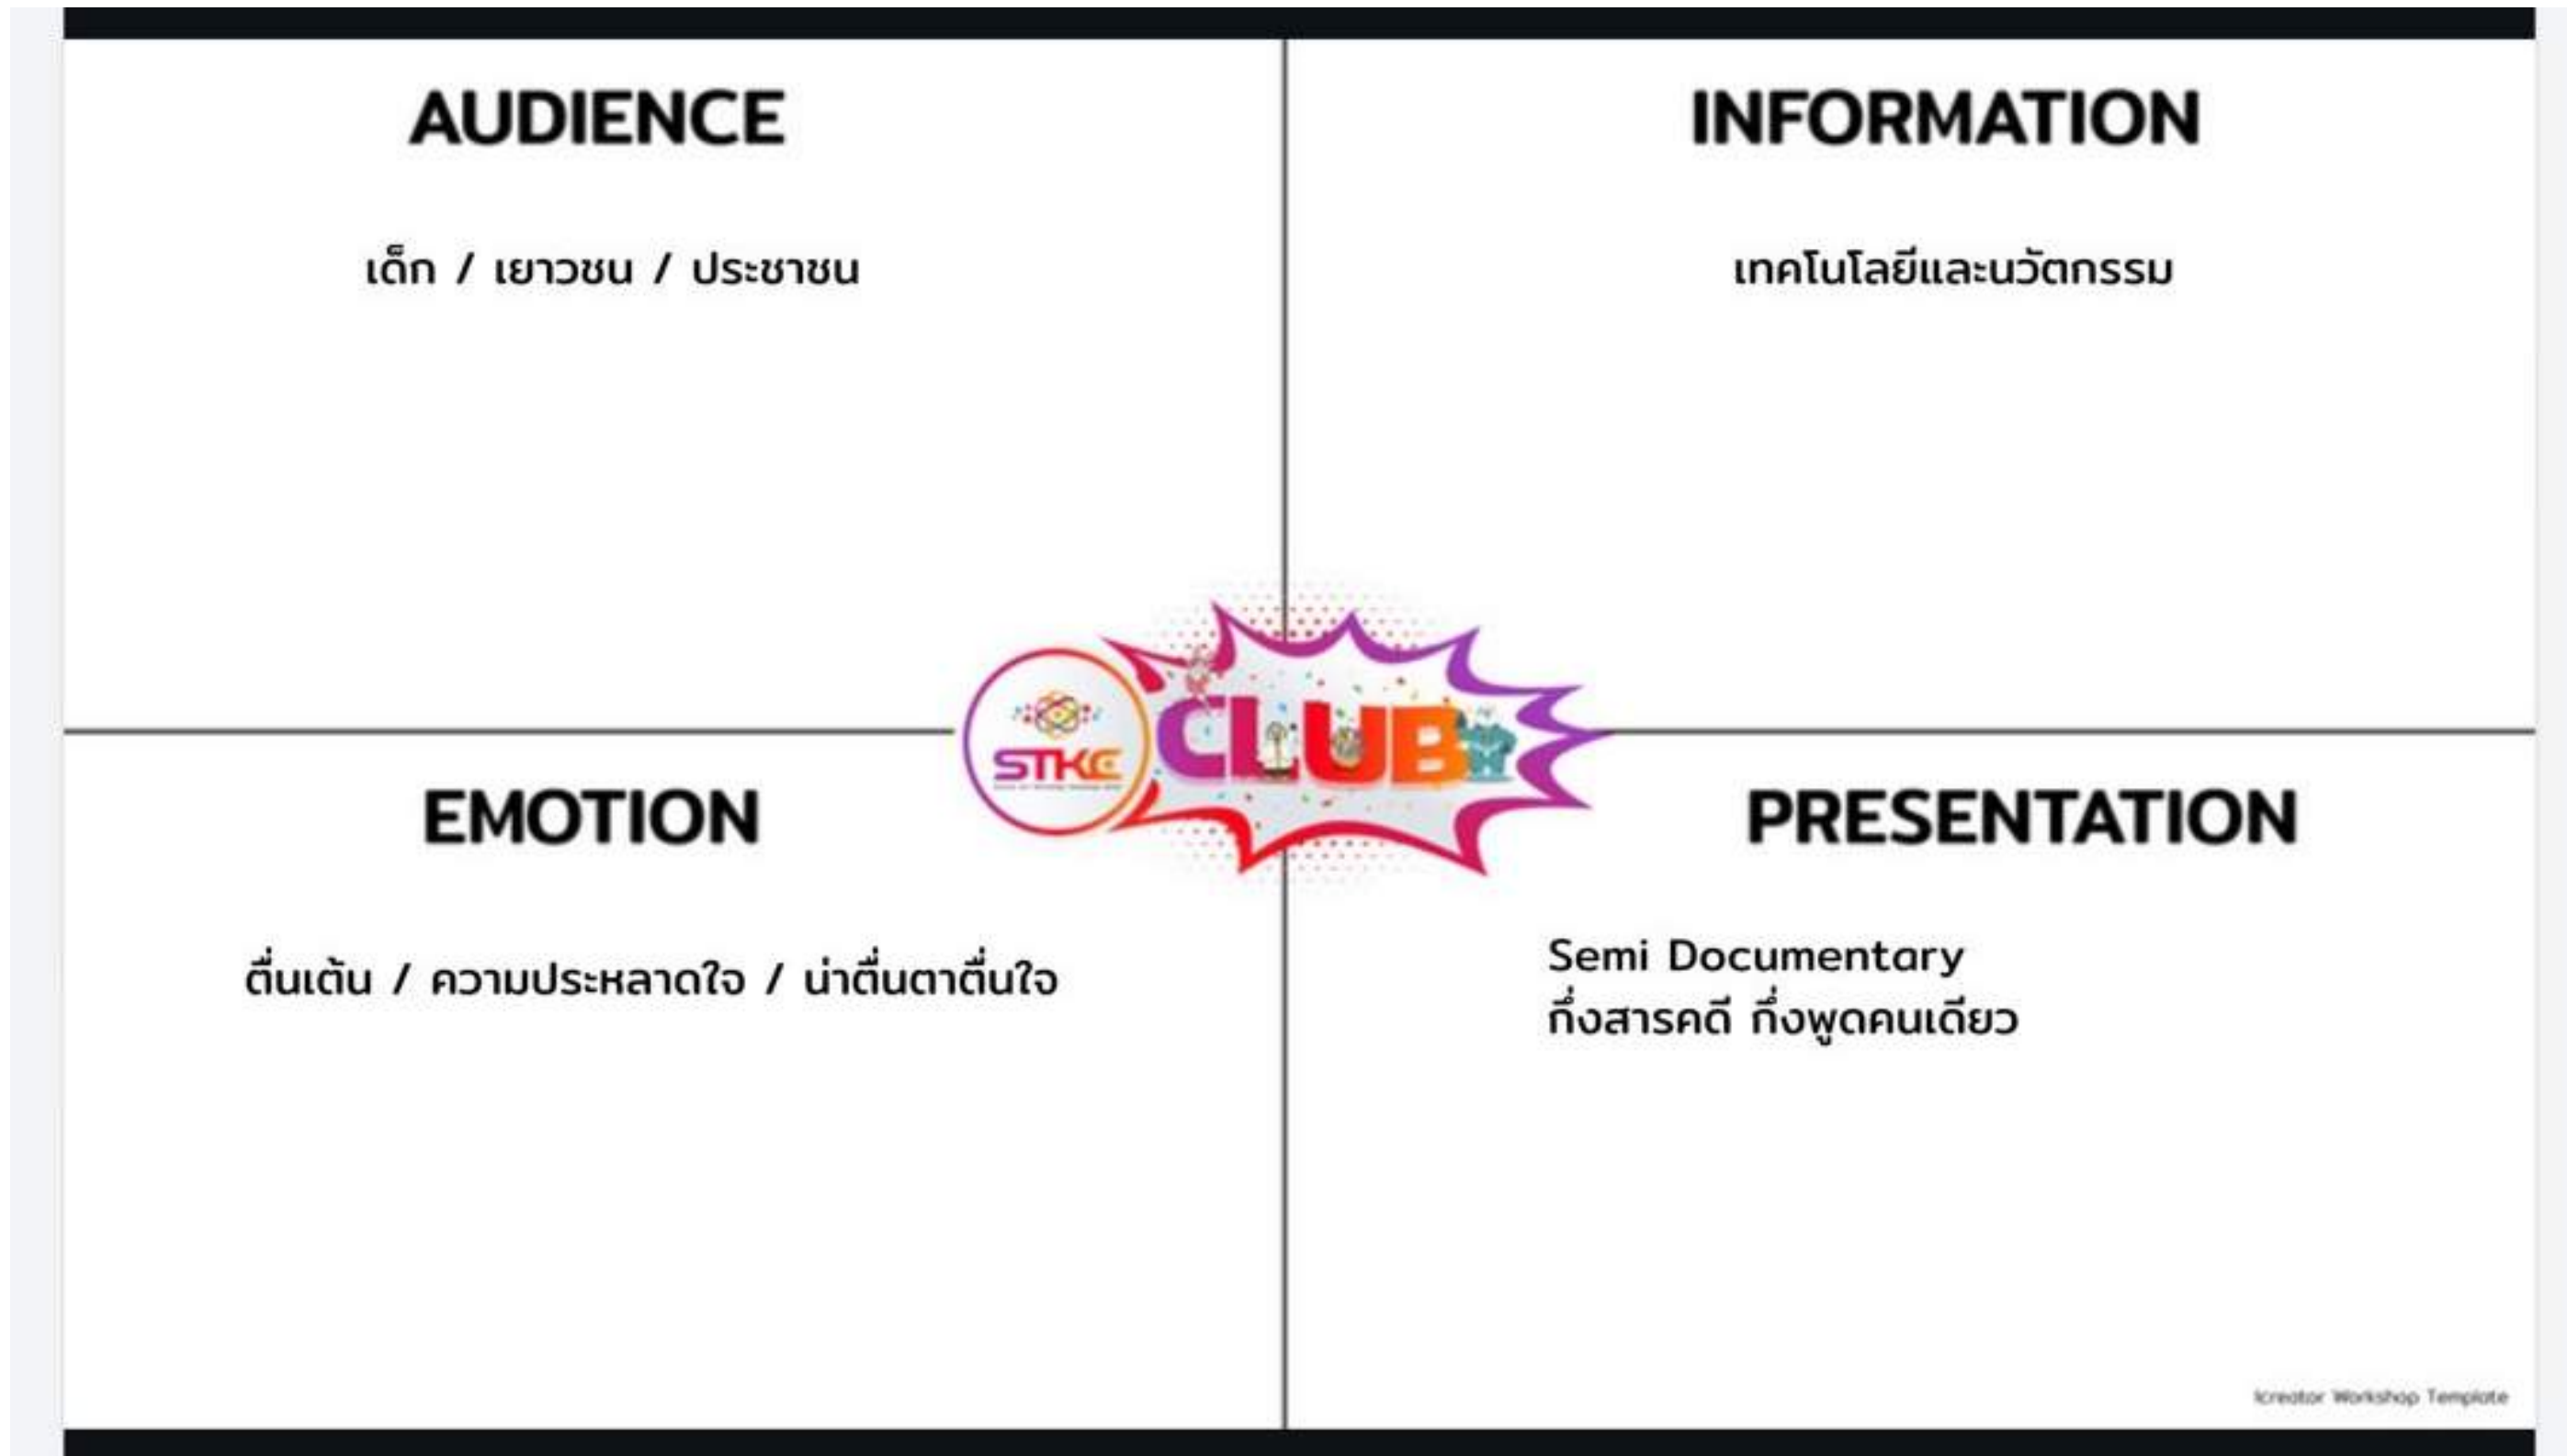 AUDIENCE
เด็ก / เยาวชน / ประชาชน
INFORMATION
เทคโนโลยีและนวัตกรรม
STKC
CLUB
EMOTION
ตื่นเต้น / ความประหลาดใจ / น่าตื่นตาตื่นใจ
PRESENTATION
Semi Documentary
กึ่งสารคดี กึ่งพูดคนเดียว
Icreator Workshop Template